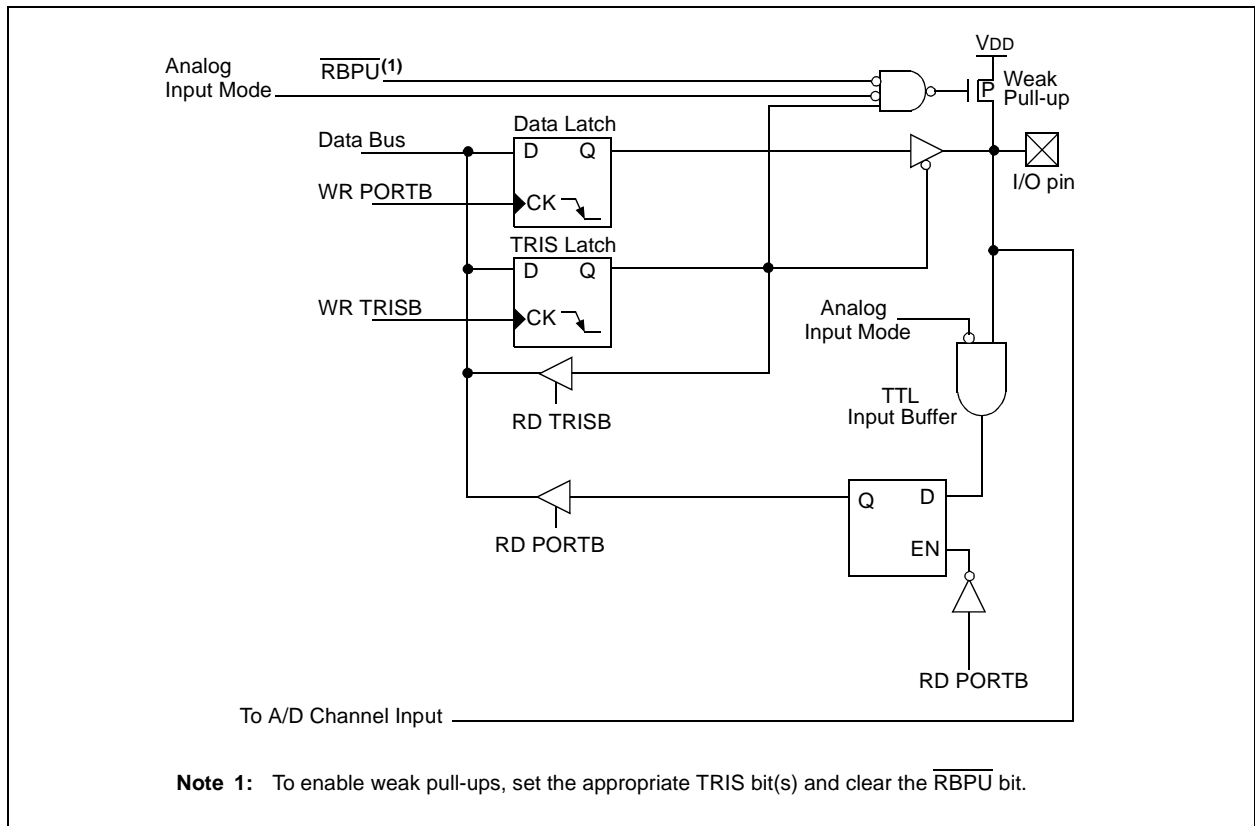 VDD
Analog
Input Mode
RBPU(1)
P
Weak
Pull-up
Data Latch
Data Bus
D Q
I/O pin
WR PORTB
CK
TRIS Latch
D Q
WR TRISB
CK
Analog
Input Mode
TTL
Input Buffer
RD TRISB
Q D
EN
RD PORTB
RD PORTB
To A/D Channel Input
Note 1: To enable weak pull-ups, set the appropriate TRIS bit(s) and clear the RBPU bit.